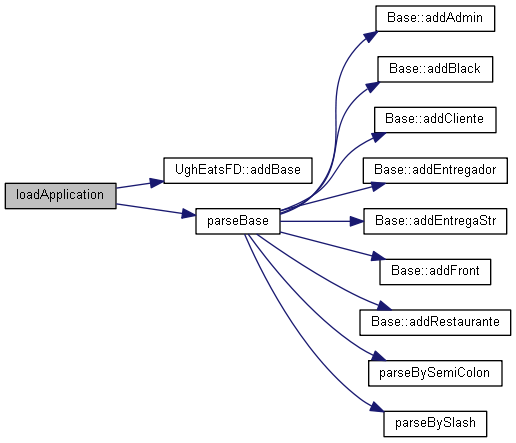 loadApplication
UghEatsFD::addBase
parseBase
Base::addAdmin
Base::addBlack
Base::addCliente
Base::addEntregador
Base::addEntregaStr
Base::addFront
Base::addRestaurante
parseBySemiColon
parseBySlash